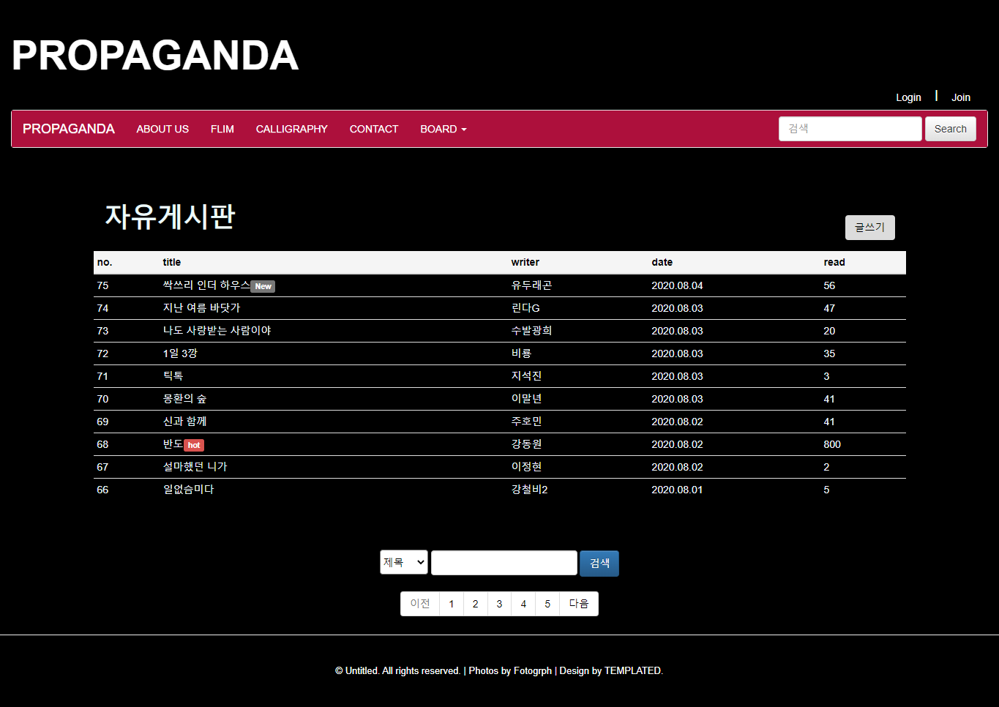 PROPAGANDA
Login | Join
PROPAGANDA ABOUT US FLIM CALLIGRAPHY CONTACT BOARD 검색 Search
자유게시판
글쓰기
no. title writer date read
75 싹쓰리 인더 하우스 New 유두래곤 2020.08.04 56
74 지난 여름 바닷가 린다G 2020.08.03 47
73 나도 사랑받는 사람이야 수발광희 2020.08.03 20
72 1일 3깡 비룡 2020.08.03 35
71 틱톡 지석진 2020.08.03 3
70 몽환의 숲 이말년 2020.08.03 41
69 신과 함께 주호민 2020.08.02 41
68 반도 hot 강동원 2020.08.02 800
67 설마했던 니가 이정현 2020.08.02 2
66 일없슴미다 강철비2 2020.08.01 5
제목 검색
이전 1 2 3 4 5 다음
© Untitled. All rights reserved. | Photos by Fotogrph | Design by TEMPLATED.